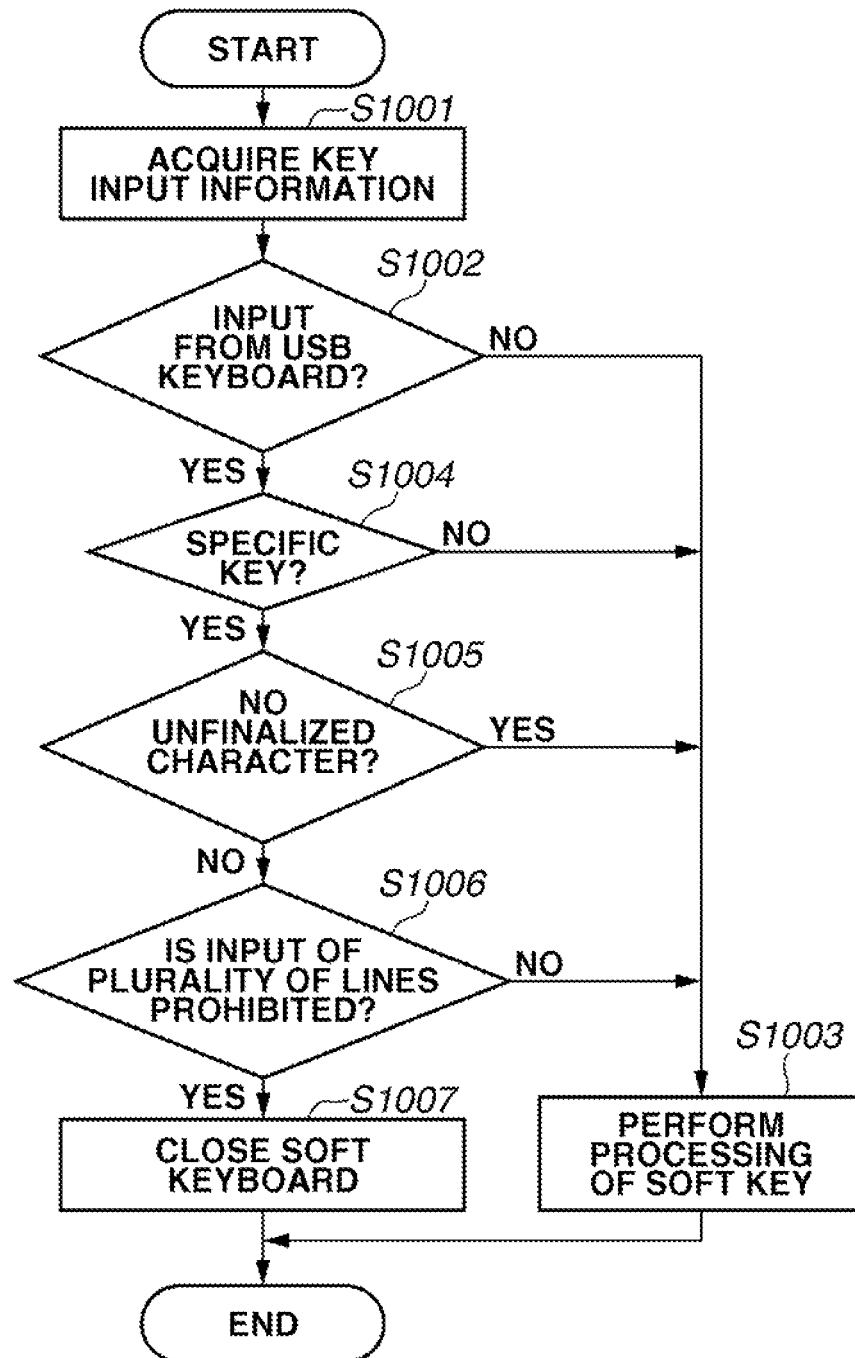 START
S1001
ACQUIRE KEY
INPUT INFORMATION
S1002
INPUT
FROM USB
KEYBOARD?
NO
YES
S1004
SPECIFIC
KEY?
NO
YES
S1005
NO
UNFINALIZED
CHARACTER?
YES
NO
S1006
IS INPUT OF
PLURALITY OF LINES
PROHIBITED?
NO
YES
S1007
CLOSE SOFT
KEYBOARD
S1003
PERFORM
PROCESSING
OF SOFT KEY
END